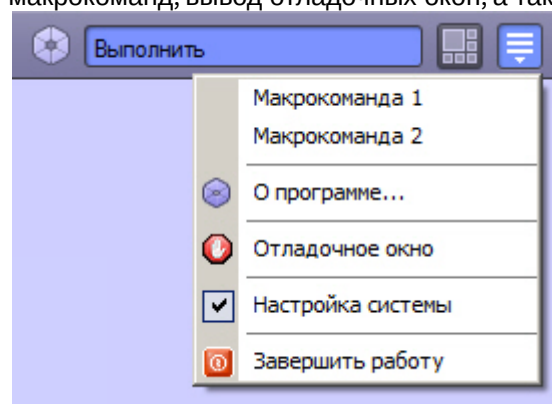 макрокоманд, вывод отладочных окон, а так
Выполнить
Макрокоманда 1
Макрокоманда 2
О программе...
Отладочное окно
Настройка системы
Завершить работу